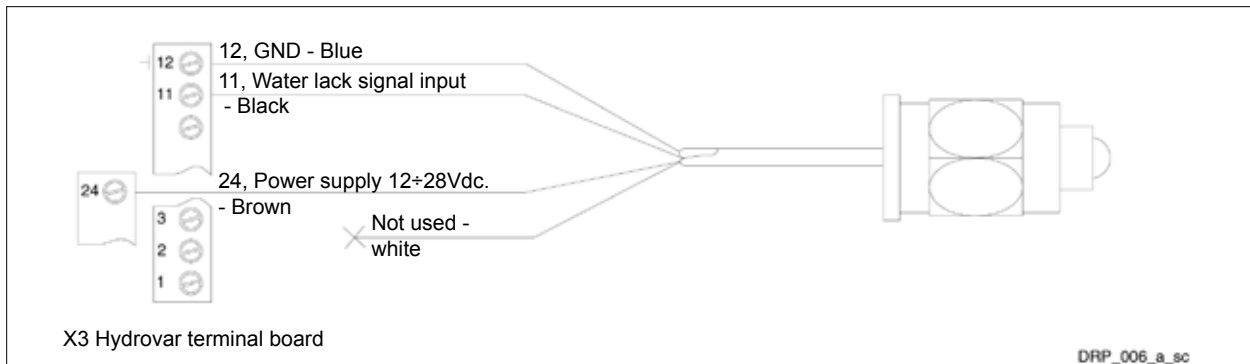 12
12, GND - Blue
11
11, Water lack signal input
- Black
24
24, Power supply 12÷28Vdc.
- Brown
3
Not used -
white
2
1
X3 Hydrovar terminal board
DRP_006_a_sc